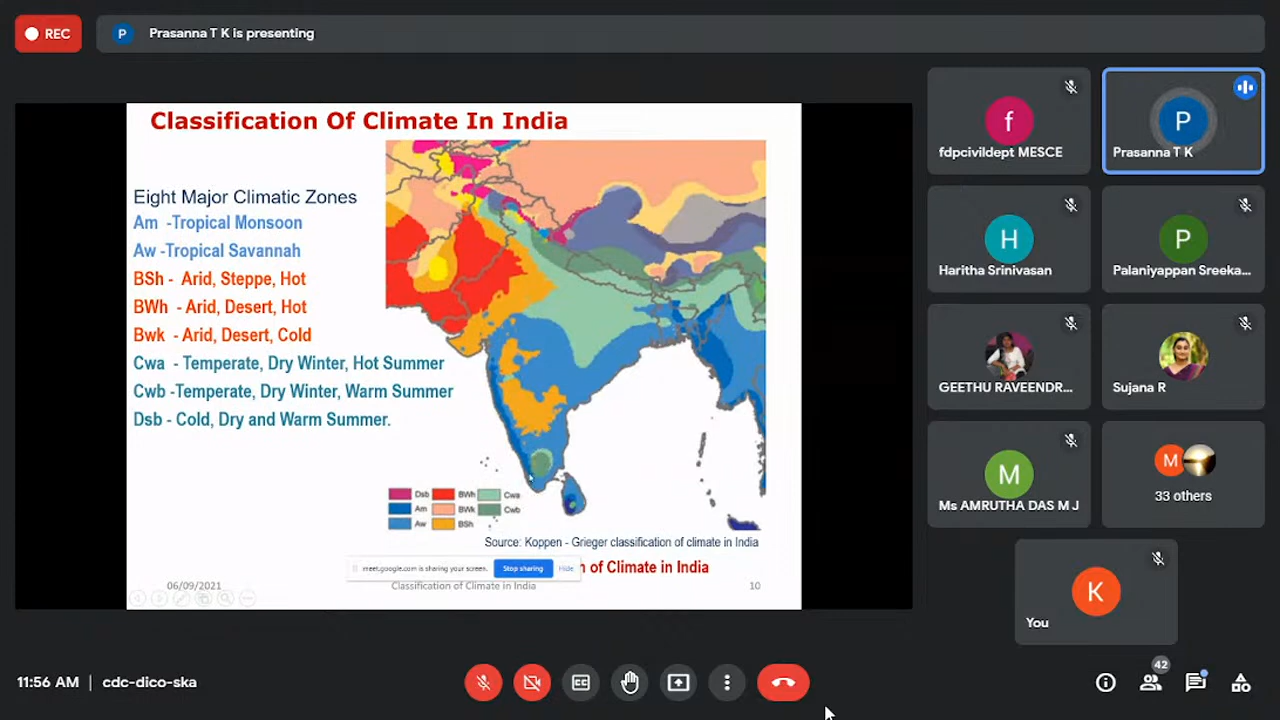 REC
P
Prasanna T K is presenting
Classification Of Climate In India
Eight Major Climatic Zones
Am -Tropical Monsoon
Aw -Tropical Savannah
BSh - Arid, Steppe, Hot
BWh - Arid, Desert, Hot
Bwk - Arid, Desert, Cold
Cwa - Temperate, Dry Winter, Hot Summer
Cwb -Temperate, Dry Winter, Warm Summer
Dsb - Cold, Dry and Warm Summer.
Dsb BWh Cwa
Am BWk Cwb
Aw BSh
Source: Koppen - Grieger classification of climate in India
meet.google.com is sharing your screen. Stop sharing Hide
n of Climate in India
06/09/2021 Classification of Climate in India 10
f
fdpcivildept MESCE
P
Prasanna T K
H
Haritha Srinivasan
P
Palaniyappan Sreeka...
GEETHU RAVEENDR...
Sujana R
M
Ms AMRUTHA DAS M J
M
33 others
K
You
11:56 AM | cdc-dico-ska
CC
42